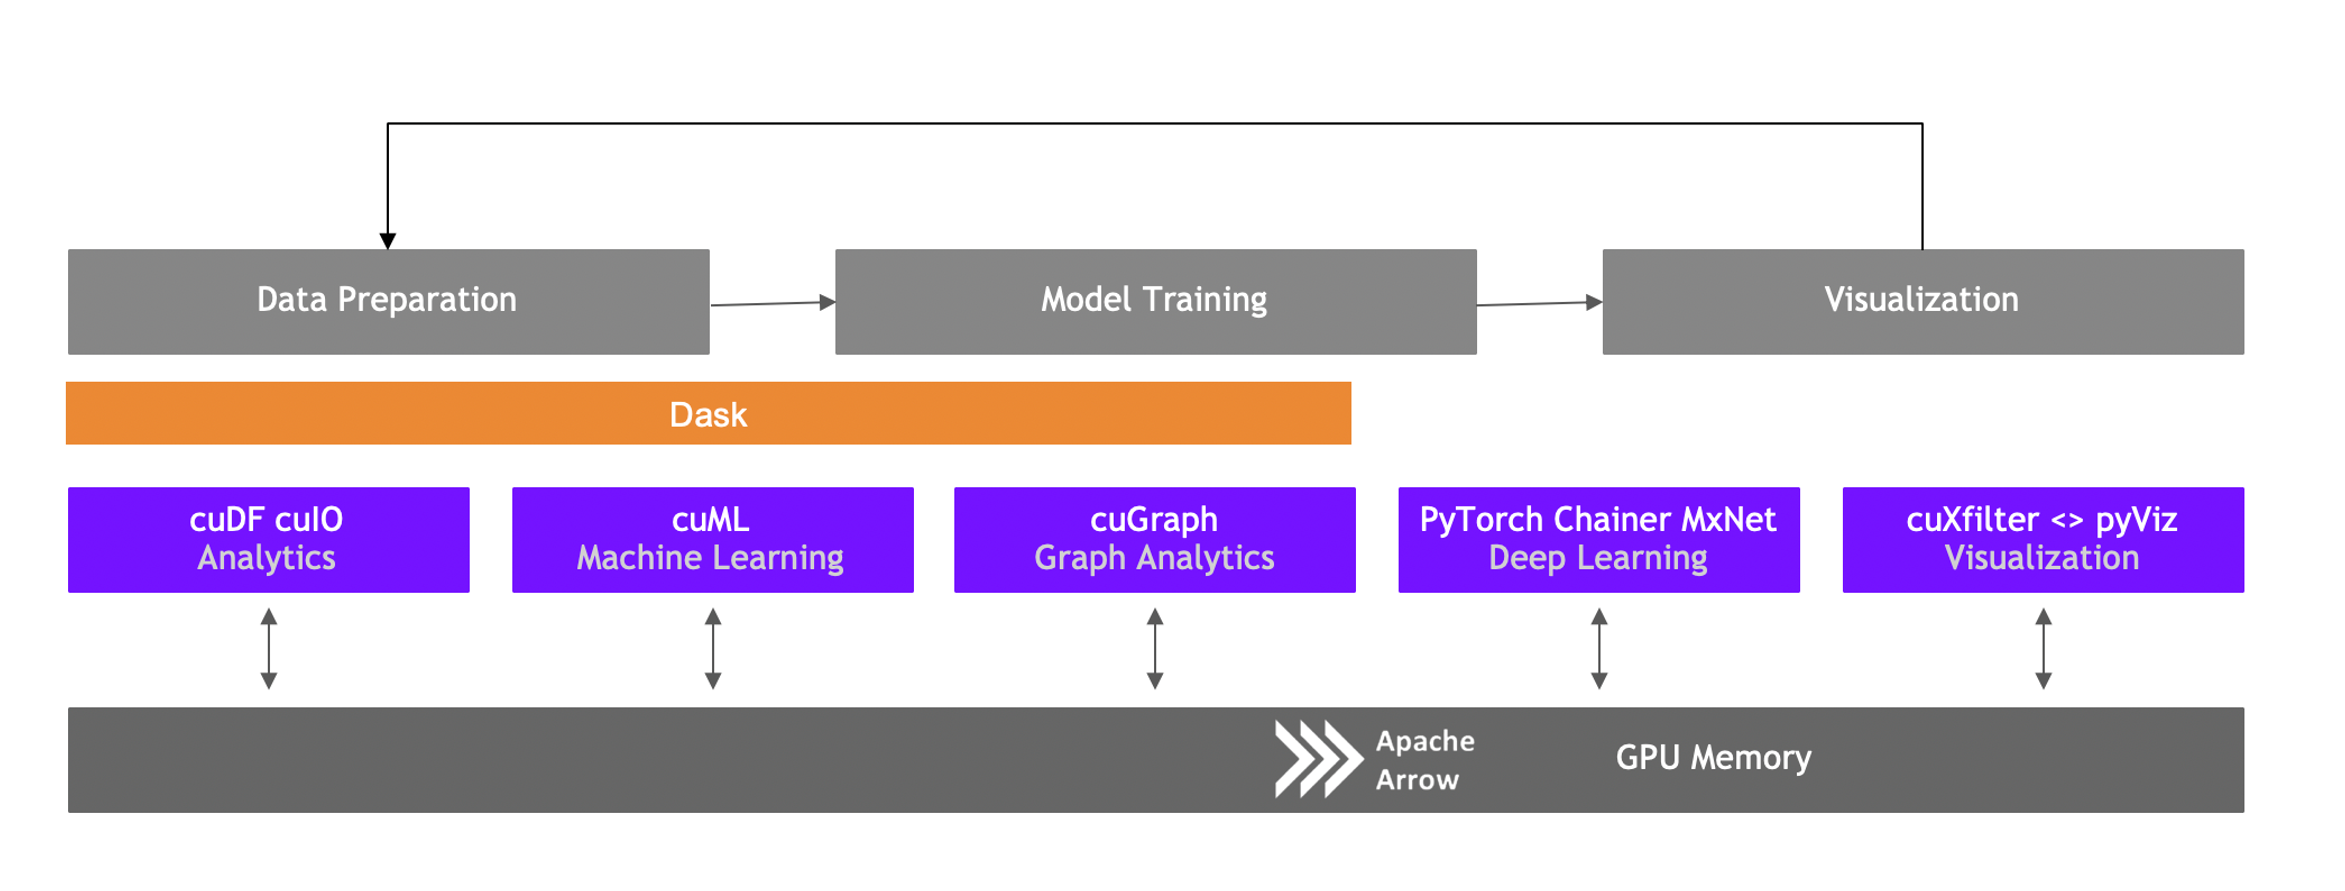 Data Preparation
Model Training
Visualization
Dask
cuDF cuIO
Analytics
cuML
Machine Learning
cuGraph
Graph Analytics
PyTorch Chainer MxNet
Deep Learning
cuXfilter <> pyViz
Visualization
Apache
Arrow
GPU Memory